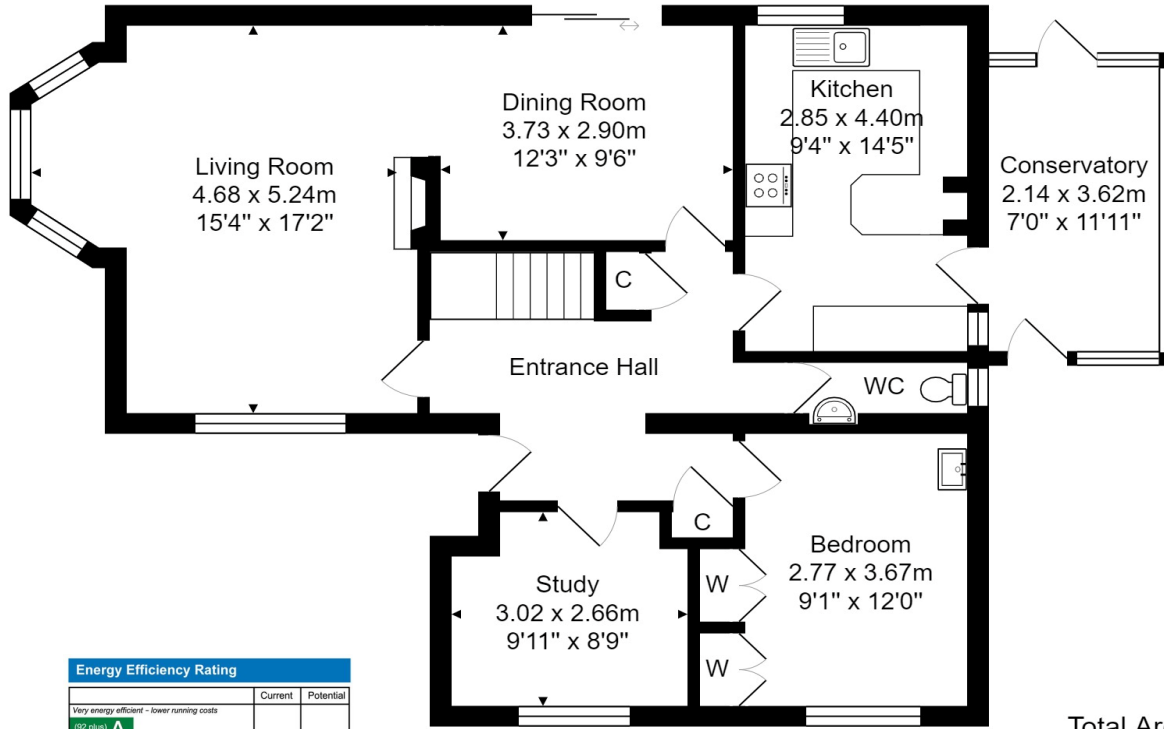 Living Room
4.68 x 5.24m
15'4" x 17'2"
Dining Room
3.73 x 2.90m
12'3" x 9'6"
Kitchen
2.85 x 4.40m
9'4" x 14'5"
Conservatory
2.14 x 3.62m
7'0" x 11'11"
C
Entrance Hall
WC
C
Bedroom
2.77 x 3.67m
9'1" x 12'0"
W
W
Study
3.02 x 2.66m
9'11" x 8'9"
Energy Efficiency Rating
Current Potential
Very energy efficient - lower running costs
(92 plus) A
Total